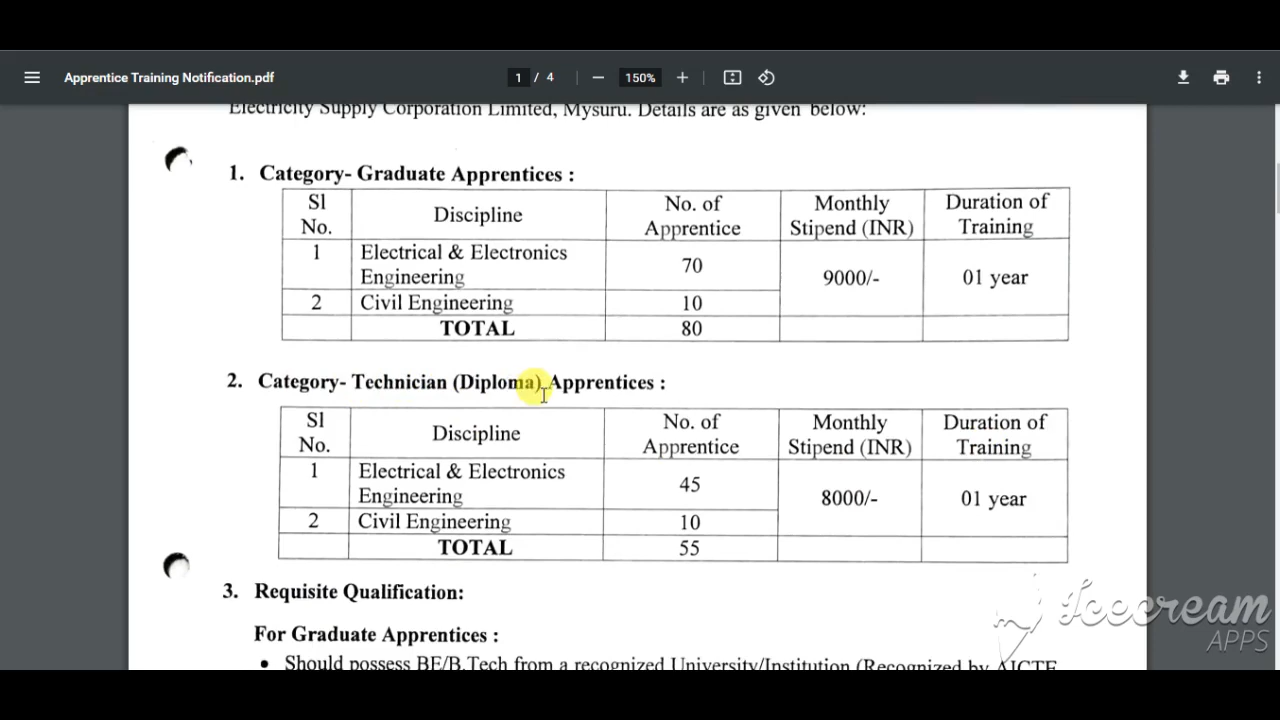 Apprentice Training Notification.pdf
1 / 4
150%
Electricity Supply Corporation Limited, Mysuru. Details are as given below:
1. Category- Graduate Apprentices :
Sl No. Discipline No. of Apprentice Monthly Stipend (INR) Duration of Training
1 Electrical & Electronics Engineering 70 9000/- 01 year
2 Civil Engineering 10
TOTAL 80
2. Category- Technician (Diploma) Apprentices :
Sl No. Discipline No. of Apprentice Monthly Stipend (INR) Duration of Training
1 Electrical & Electronics Engineering 45 8000/- 01 year
2 Civil Engineering 10
TOTAL 55
3. Requisite Qualification:
For Graduate Apprentices :
• Should possess BE/B.Tech from a recognized University/Institution (Recognized by AICTE
Icecream
APPS